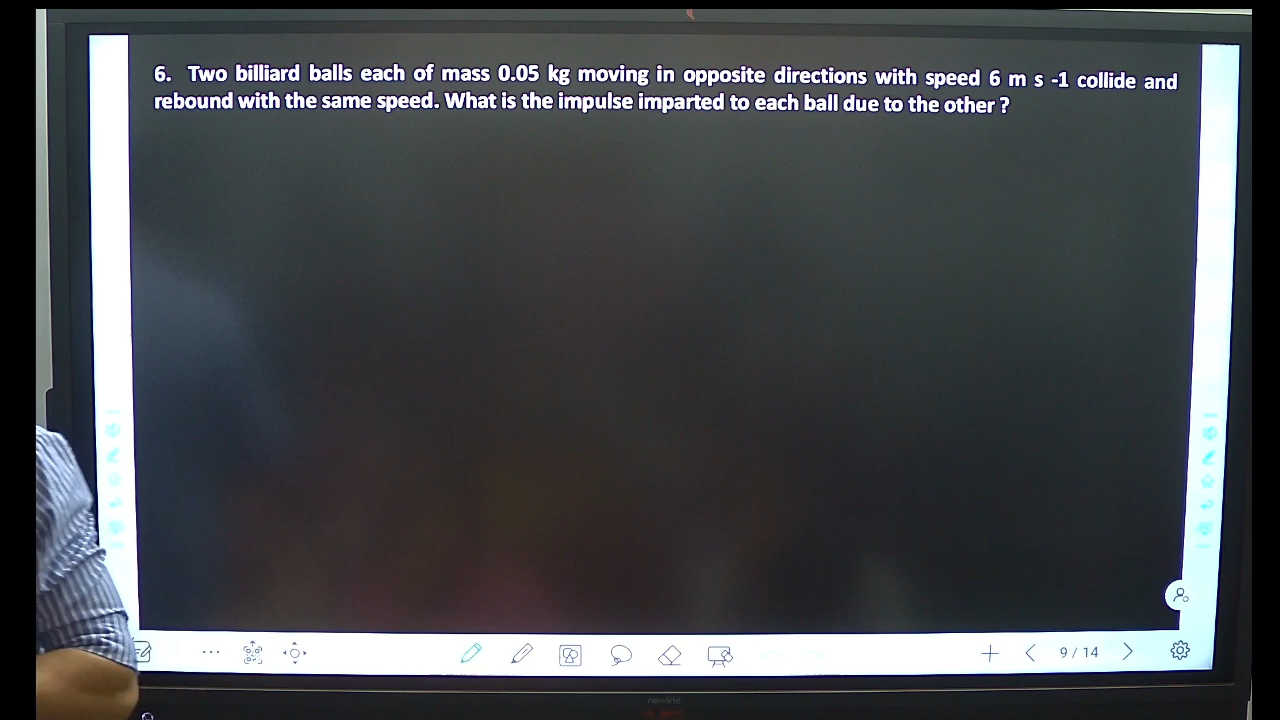 6. Two billiard balls each of mass 0.05 kg moving in opposite directions with speed 6 m s -1 collide and
rebound with the same speed. What is the impulse imparted to each ball due to the other ?
9 / 14
newline